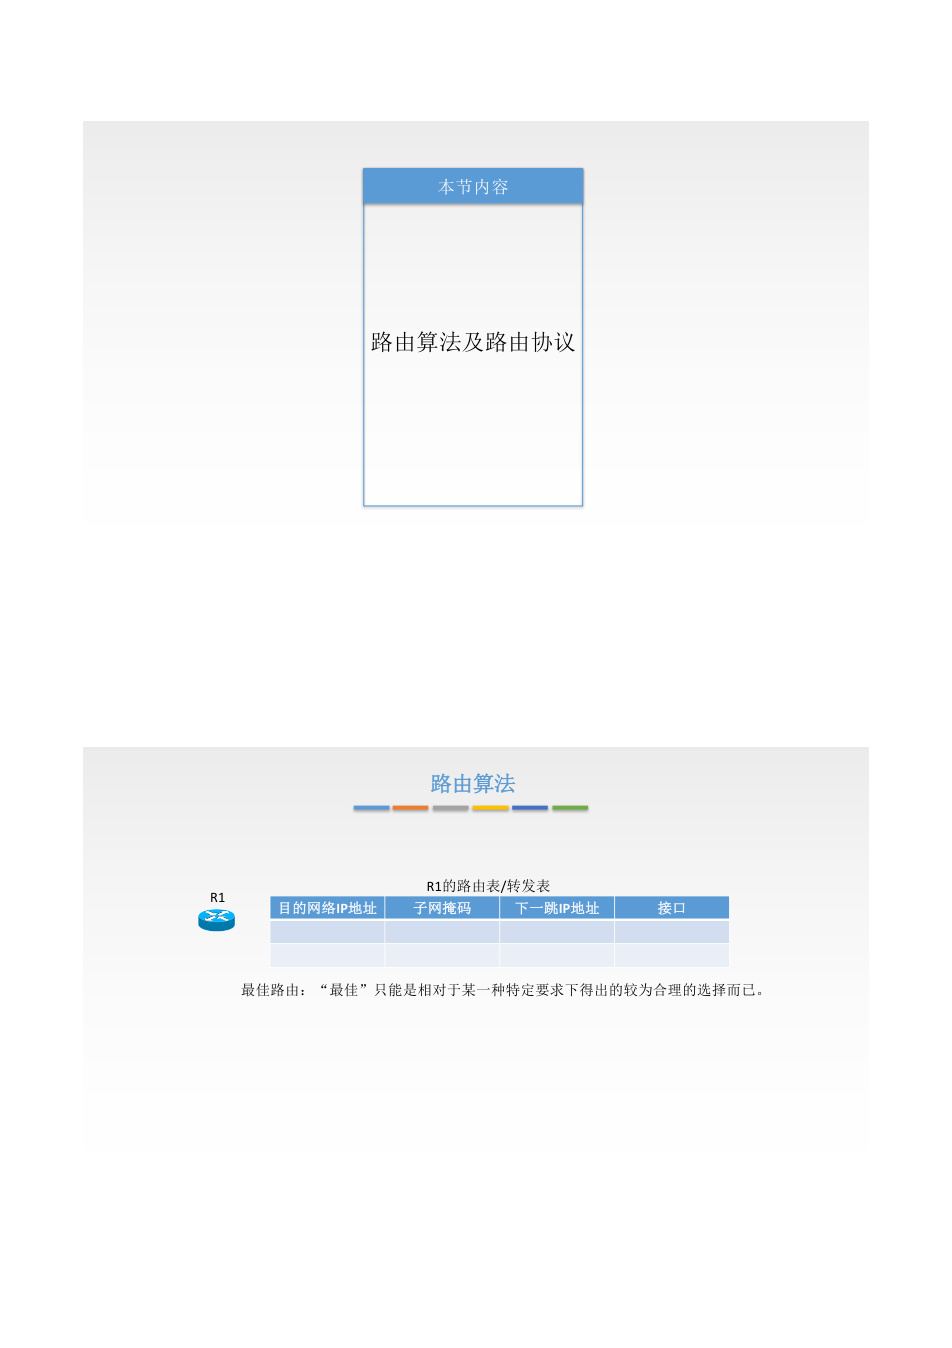 本节内容
路由算法及路由协议
路由算法
R1的路由表/转发表
R1
目的网络IP地址 子网掩码 下一跳IP地址 接口
最佳路由：“最佳”只能是相对于某一种特定要求下得出的较为合理的选择而已。